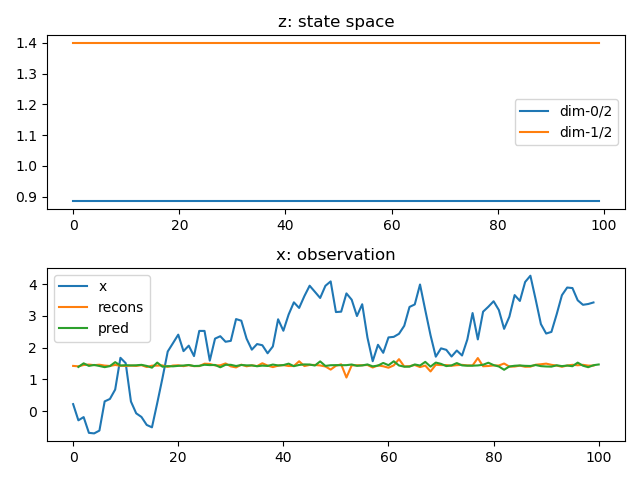 z: state space
1.4
1.3
1.2
1.1
1.0
0.9
dim-0/2
dim-1/2
0 20 40 60 80 100
x: observation
4
3
2
1
0
x
recons
pred
0 20 40 60 80 100